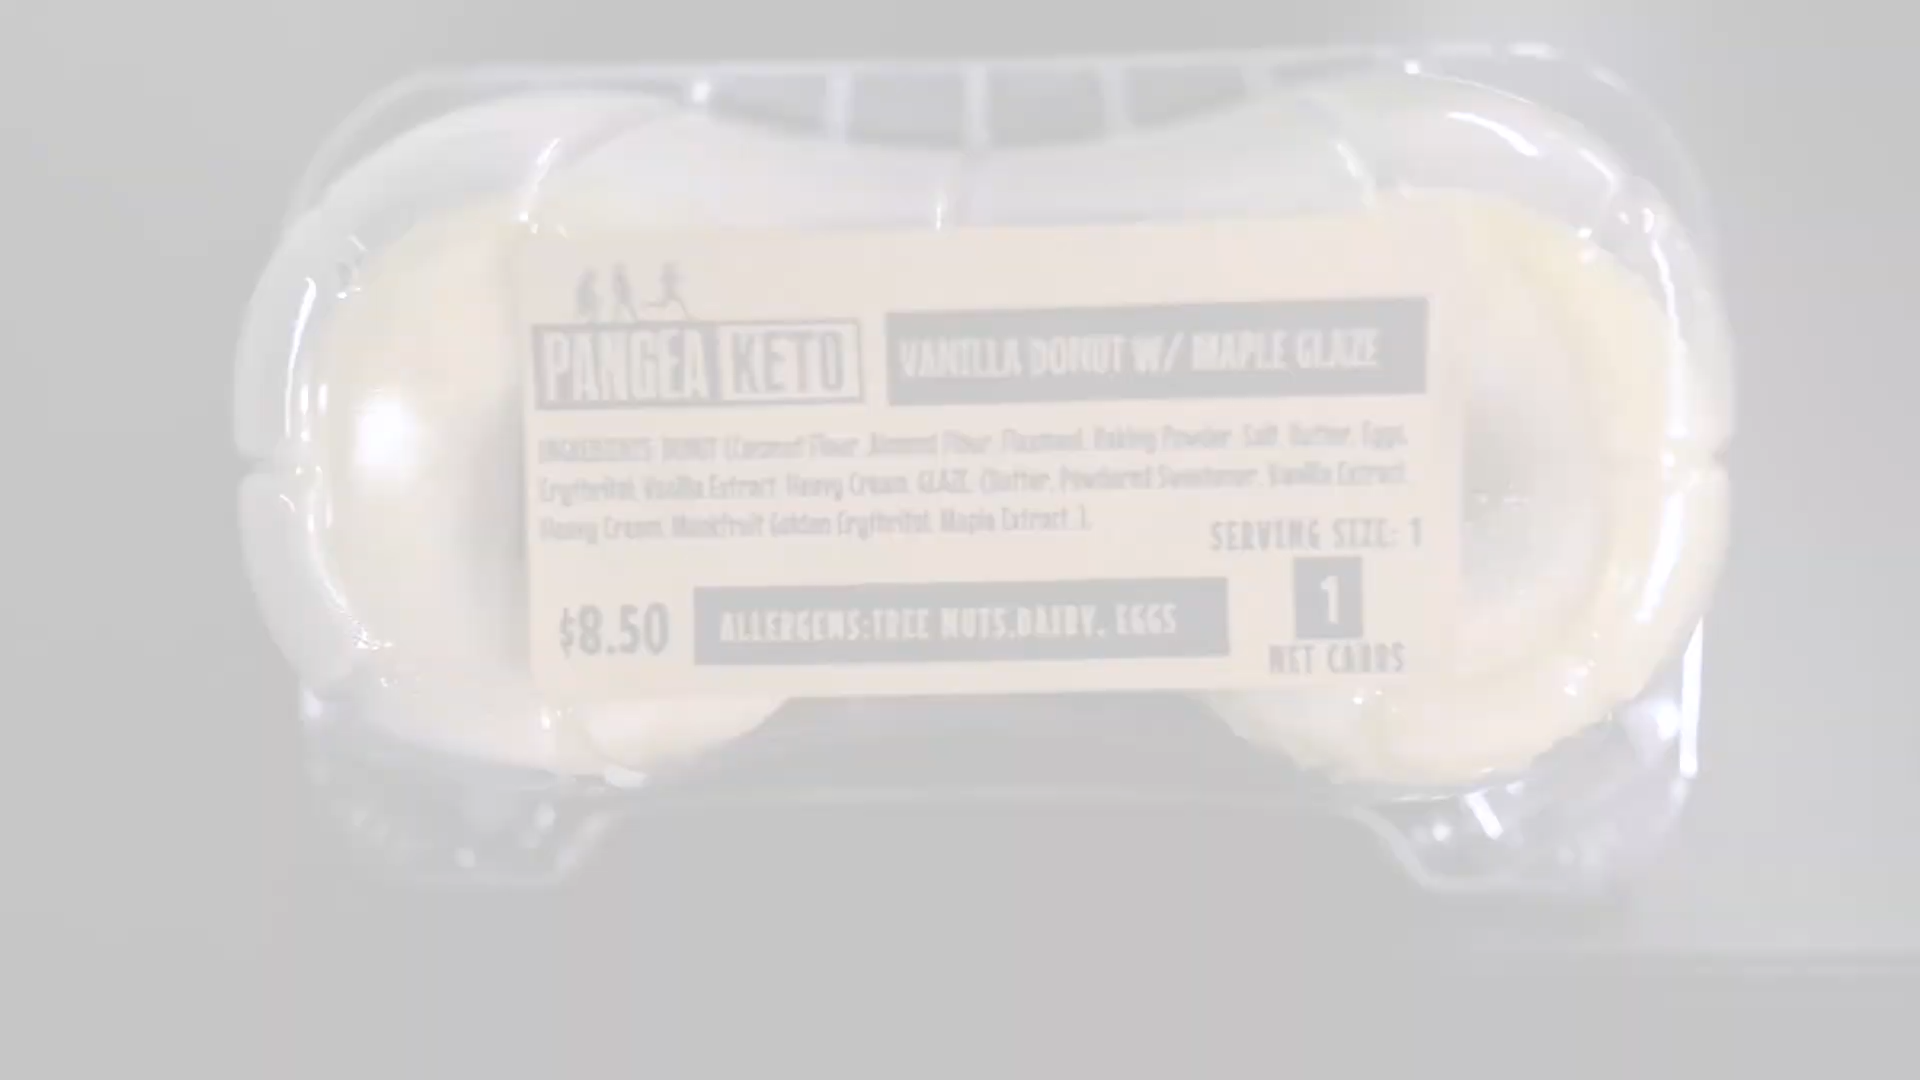 PANGEA KETO
VANILLA DONUT W/ MAPLE GLAZE
INGREDIENTS: DONUT (Coconut Flour, Almond Flour, Flaxmeal, Baking Powder, Salt, Butter, Eggs,
Erythritol, Vanilla Extract, Heavy Cream, GLAZE, (Butter, Powdered Sweetener, Vanilla Extract,
Heavy Cream, Monkfruit Golden Erythritol, Maple Extract ).
SERVING SIZE: 1
$8.50
ALLERGENS:TREE NUTS,DAIRY, EGGS
1
NET CARBS